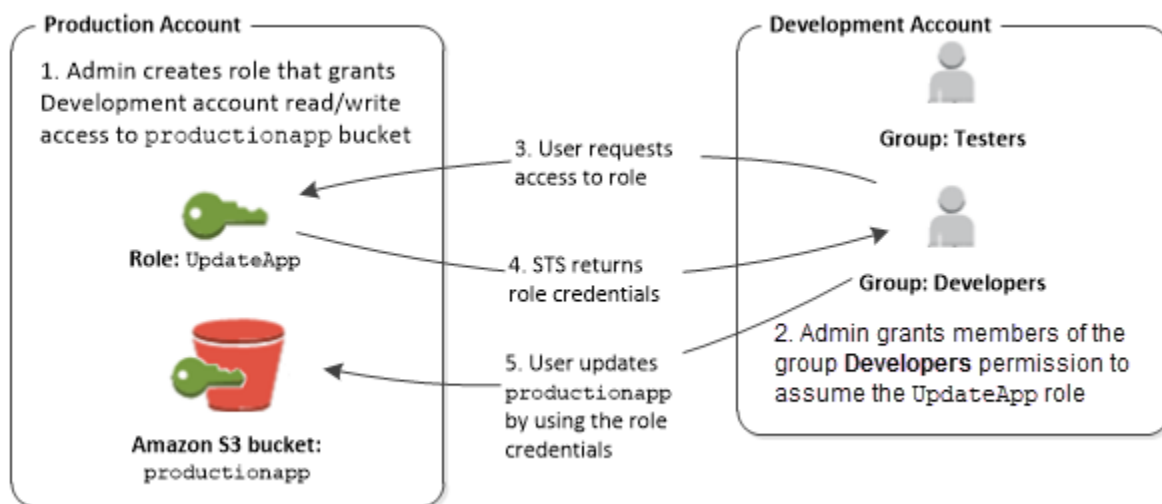 Production Account
1. Admin creates role that grants
Development account read/write
access to productionapp bucket
Role: UpdateApp
Amazon S3 bucket:
productionapp
3. User requests
access to role
4. STS returns
role credentials
5. User updates
productionapp
by using the role
credentials
Development Account
Group: Testers
Group: Developers
2. Admin grants members of the
group Developers permission to
assume the UpdateApp role